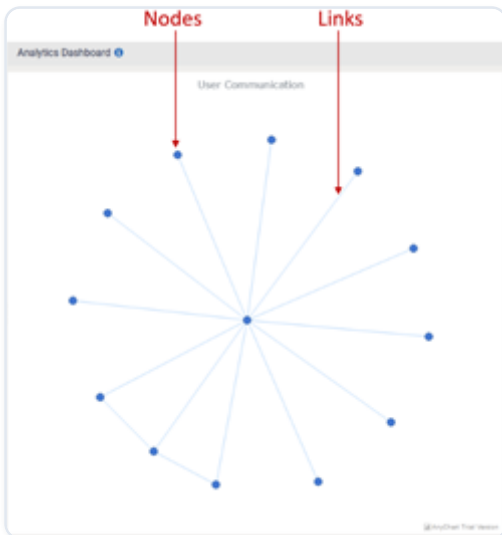 Nodes
Links
Analytics Dashboard
User Communication
AnyChart Trial Version